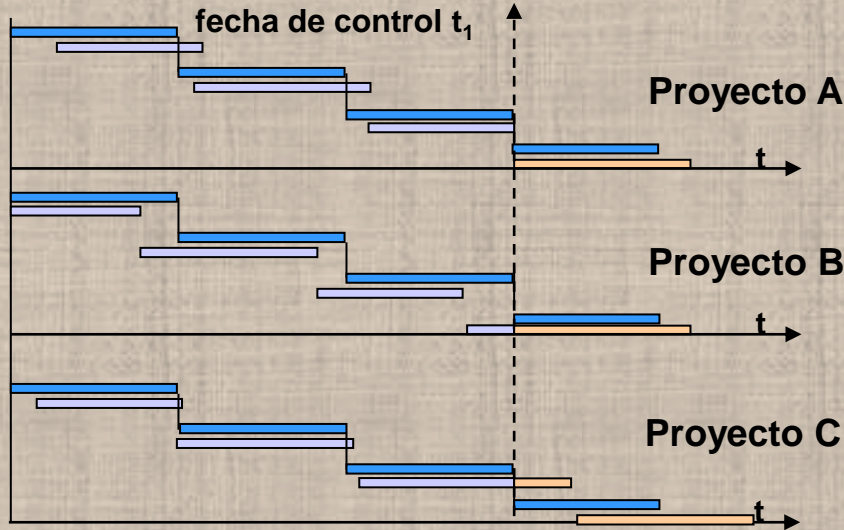 fecha de control t₁
Proyecto A
t
Proyecto B
t
Proyecto C
t